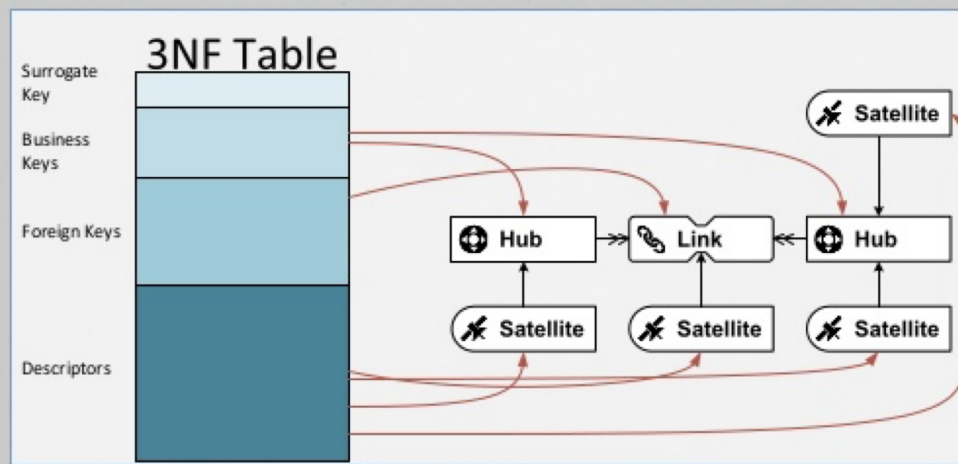 3NF Table
Surrogate
Key
Business
Keys
Foreign Keys
Descriptors
Satellite
Hub
Link
Hub
Satellite
Satellite
Satellite